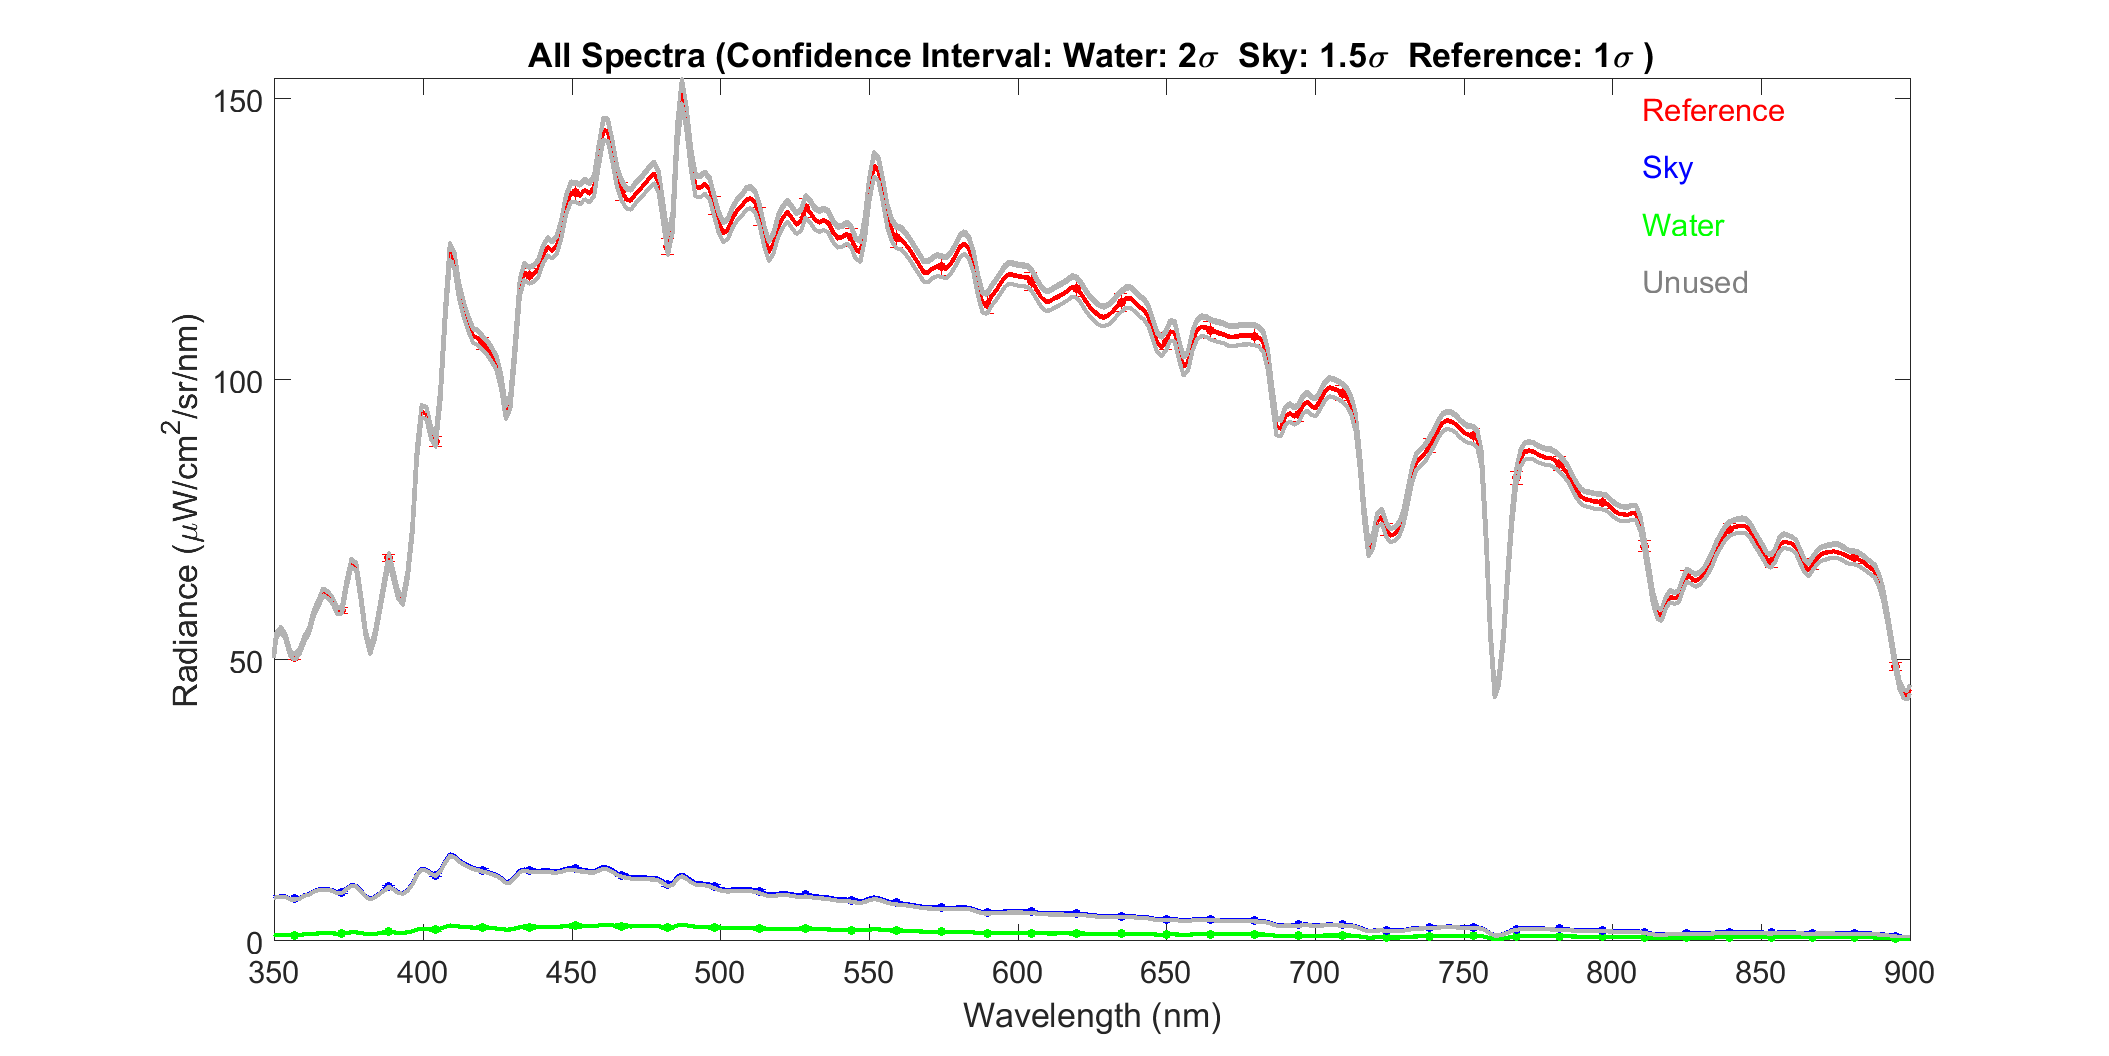 All Spectra (Confidence Interval: Water: 2σ  Sky: 1.5σ  Reference: 1σ )
150
100
50
0
Radiance (μW/cm²/sr/nm)
Reference
Sky
Water
Unused
350 400 450 500 550 600 650 700 750 800 850 900
Wavelength (nm)